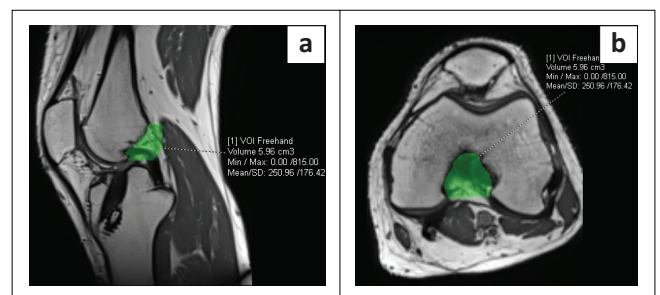 a
[1] VOI Freehand
Volume 5.96 cm3
Min / Max: 0.00 /815.00
Mean/SD: 250.96 /176.42
b
[1] VOI Freehand
Volume 5.96 cm3
Min / Max: 0.00 /815.00
Mean/SD: 250.96 /176.42